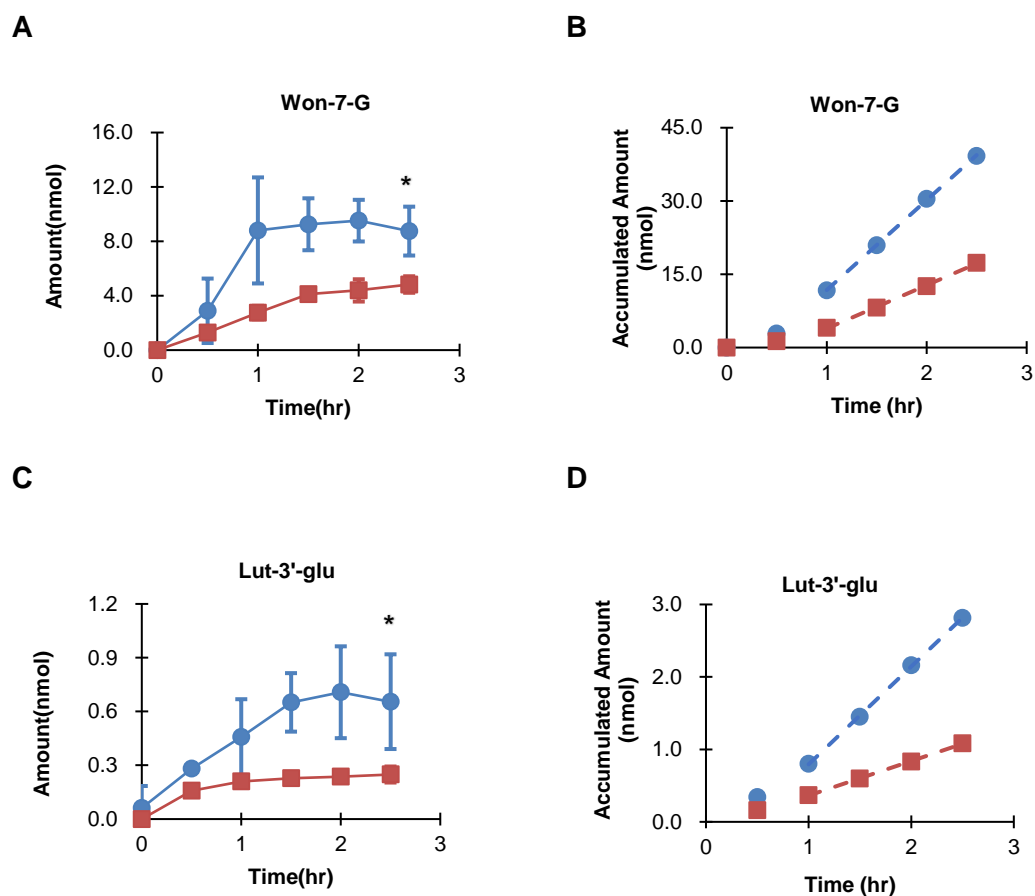 A
B
Won-7-G
16.0
12.0
8.0
4.0
0.0
Amount(nmol)
*
0
1
2
3
Time(hr)
Won-7-G
45.0
30.0
15.0
0.0
Accumulated Amount
(nmol)
0
1
2
3
Time (hr)
C
D
Lut-3'-glu
1.2
0.9
0.6
0.3
0.0
Amount(nmol)
*
0
1
2
3
Time(hr)
Lut-3'-glu
3.0
2.0
1.0
0.0
Accumulated Amount
(nmol)
0
1
2
3
Time (hr)